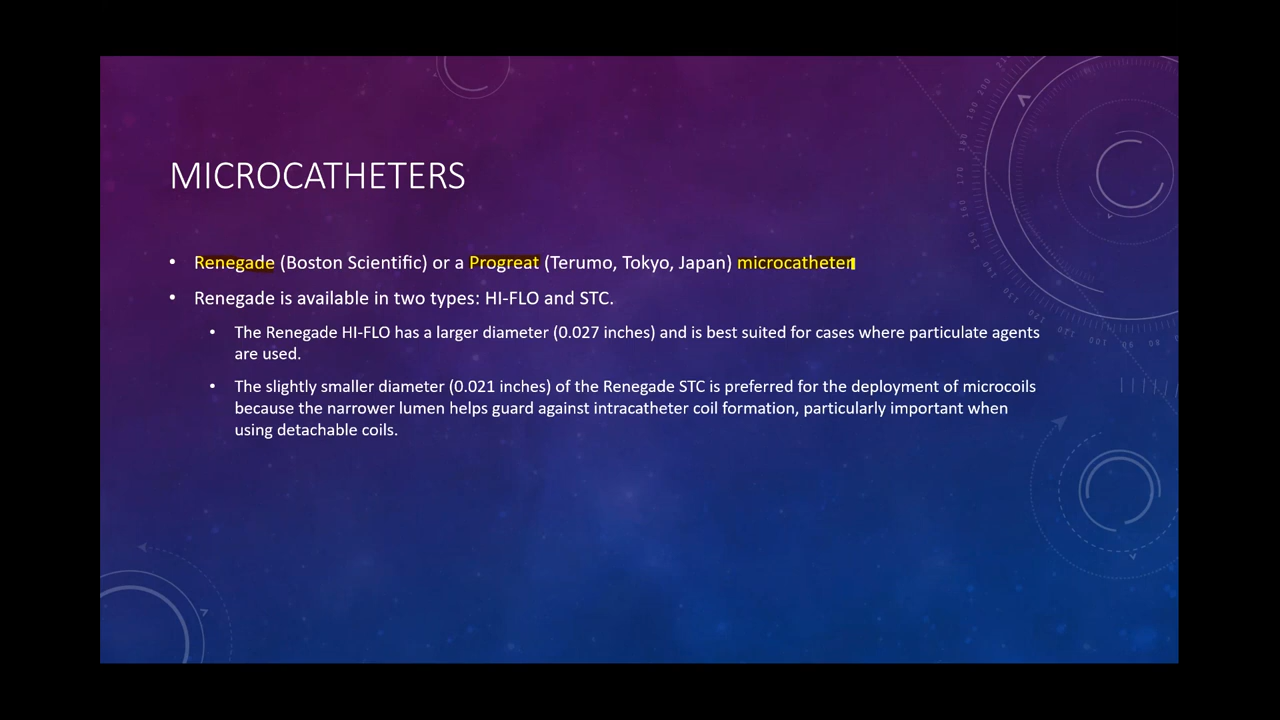 MICROCATHETERS
• Renegade (Boston Scientific) or a Progreat (Terumo, Tokyo, Japan) microcatheter
• Renegade is available in two types: HI-FLO and STC.
• The Renegade HI-FLO has a larger diameter (0.027 inches) and is best suited for cases where particulate agents
are used.
• The slightly smaller diameter (0.021 inches) of the Renegade STC is preferred for the deployment of microcoils
because the narrower lumen helps guard against intracatheter coil formation, particularly important when
using detachable coils.